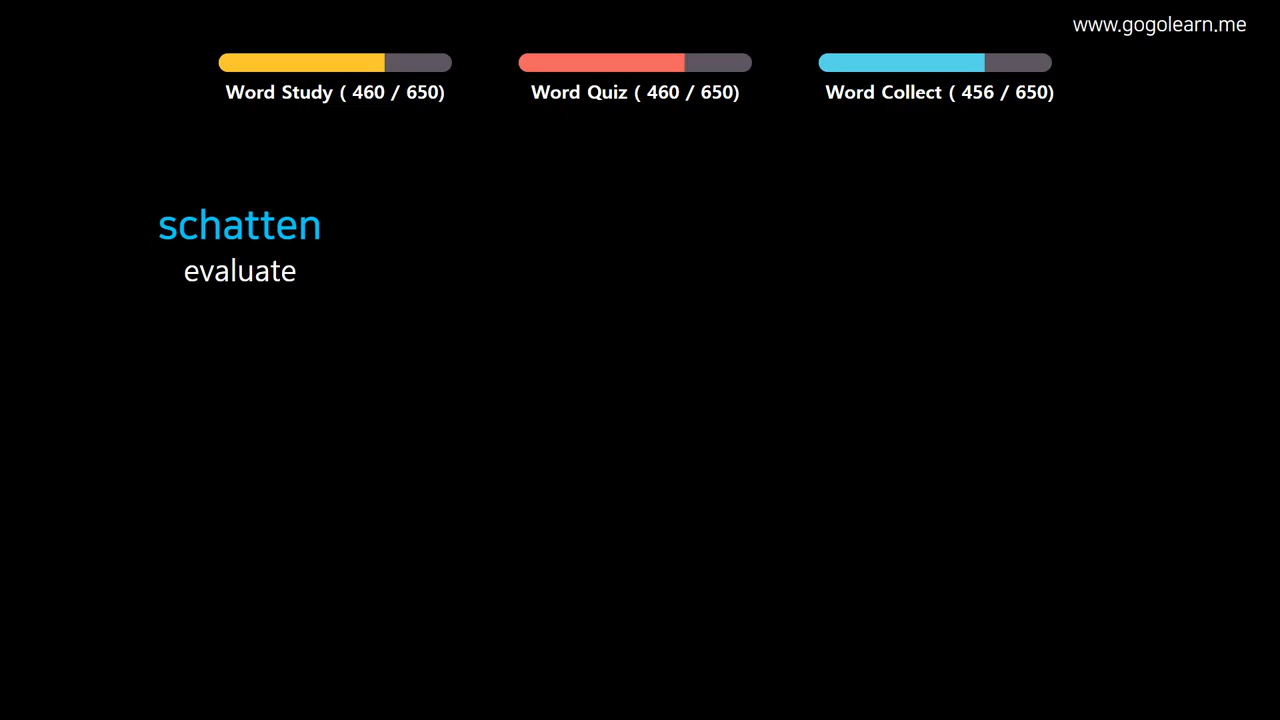 www.gogolearn.me
Word Study ( 460 / 650)
Word Quiz ( 460 / 650)
Word Collect ( 456 / 650)
schatten
evaluate